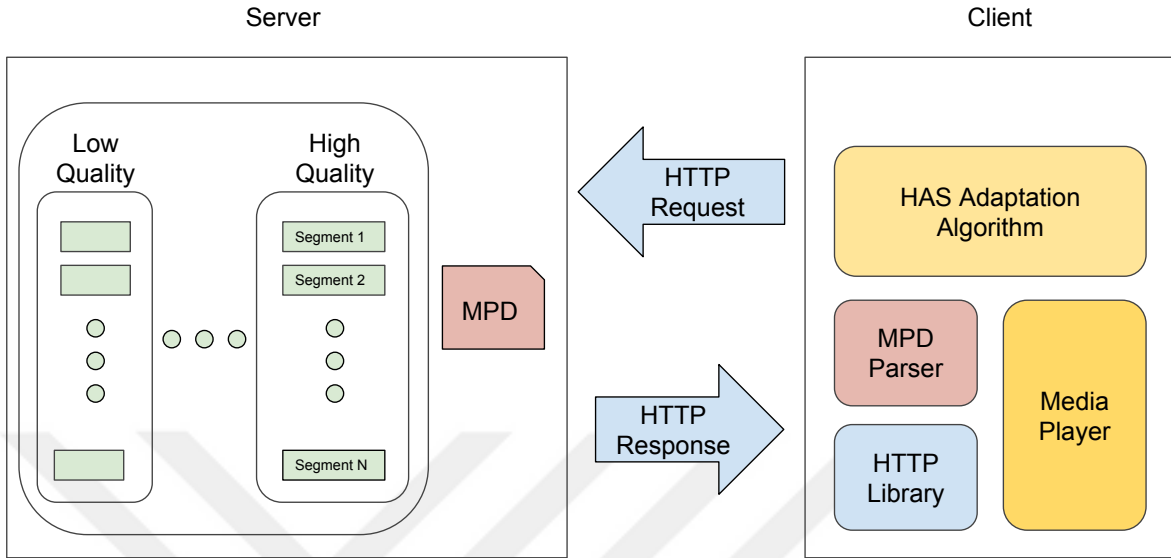 Server
Client
Low
Quality
High
Quality
Segment 1
Segment 2
Segment N
MPD
HTTP
Request
HTTP
Response
HAS Adaptation
Algorithm
MPD
Parser
HTTP
Library
Media
Player